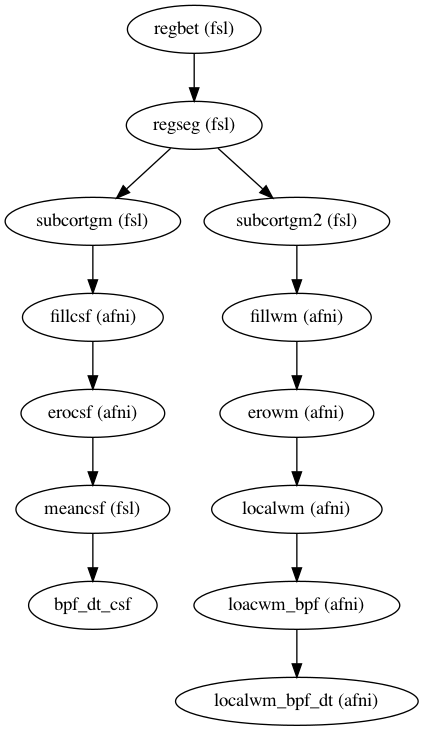 regbet (fsl)
regseg (fsl)
subcortgm (fsl)
subcortgm2 (fsl)
fillcsf (afni)
fillwm (afni)
erocsf (afni)
erowm (afni)
meancsf (fsl)
localwm (afni)
bpf_dt_csf
loacwm_bpf (afni)
localwm_bpf_dt (afni)